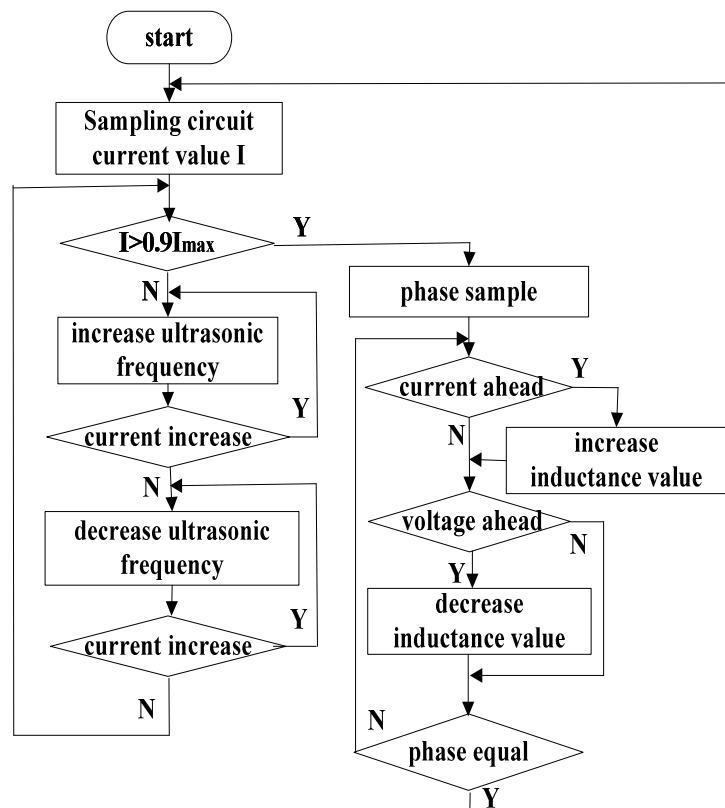 start
Sampling circuit
current value I
I>0.9Imax
Y
N
increase ultrasonic
frequency
current increase
Y
N
decrease ultrasonic
frequency
current increase
Y
N
phase sample
current ahead
Y
N
increase
inductance value
voltage ahead
N
Y
decrease
inductance value
N
phase equal
Y